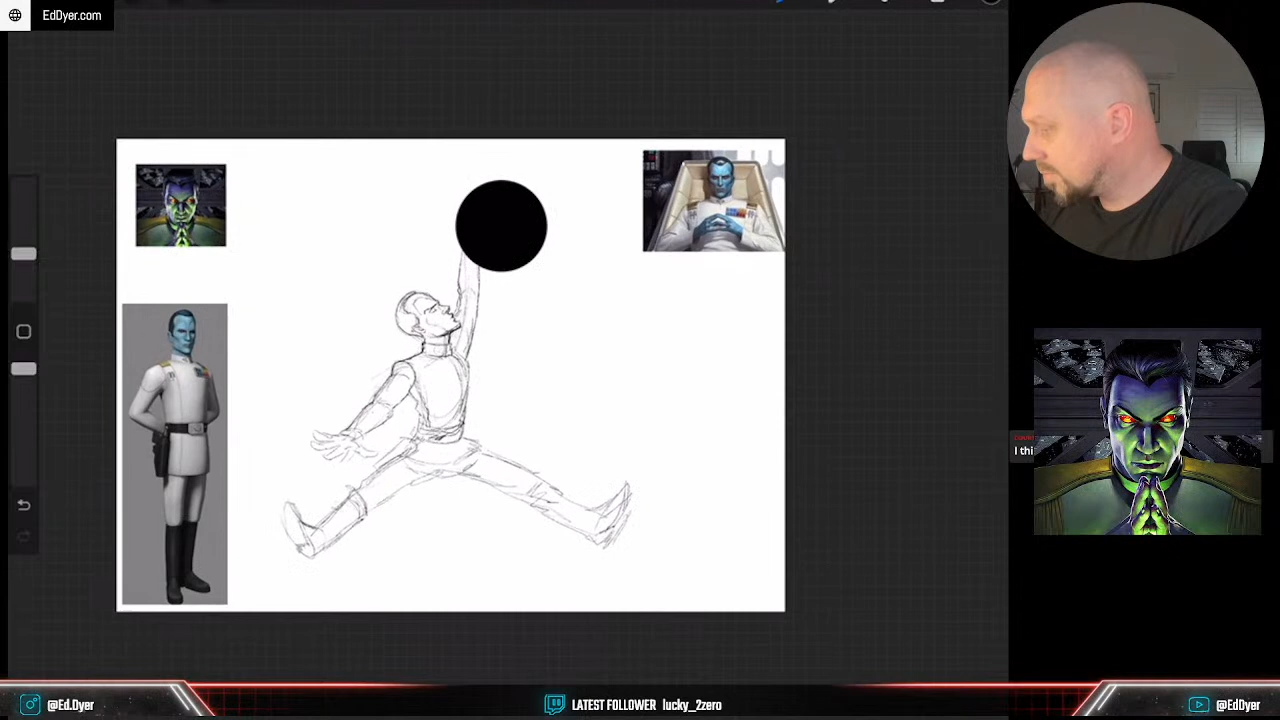 EdDyer.com
I thi
@Ed.Dyer
LATEST FOLLOWER lucky_2zero
@EdDyer